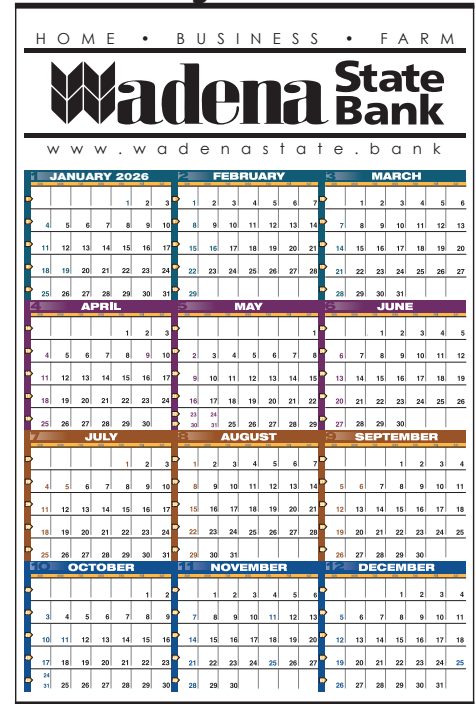 HOME • BUSINESS • FARM
Wadena State Bank
www.wadenastate.bank
1 JANUARY 2026
1 2 3
4 5 6 7 8 9 10
11 12 13 14 15 16 17
18 19 20 21 22 23 24
25 26 27 28 29 30 31
2 FEBRUARY
1 2 3 4 5 6 7
8 9 10 11 12 13 14
15 16 17 18 19 20 21
22 23 24 25 26 27 28
29
3 MARCH
1 2 3 4 5 6
7 8 9 10 11 12 13
14 15 16 17 18 19 20
21 22 23 24 25 26 27
28 29 30 31
4 APRIL
1 2 3
4 5 6 7 8 9 10
11 12 13 14 15 16 17
18 19 20 21 22 23 24
25 26 27 28 29 30
5 MAY
1
2 3 4 5 6 7 8
9 10 11 12 13 14 15
16 17 18 19 20 21 22
23 24
30 31 25 26 27 28 29
6 JUNE
1 2 3 4 5
6 7 8 9 10 11 12
13 14 15 16 17 18 19
20 21 22 23 24 25 26
27 28 29 30
7 JULY
1 2 3
4 5 6 7 8 9 10
11 12 13 14 15 16 17
18 19 20 21 22 23 24
25 26 27 28 29 30 31
8 AUGUST
1 2 3 4 5 6 7
8 9 10 11 12 13 14
15 16 17 18 19 20 21
22 23 24 25 26 27 28
29 30 31
9 SEPTEMBER
1 2 3 4
5 6 7 8 9 10 11
12 13 14 15 16 17 18
19 20 21 22 23 24 25
26 27 28 29 30
10 OCTOBER
1 2
3 4 5 6 7 8 9
10 11 12 13 14 15 16
17 18 19 20 21 22 23
24
31 25 26 27 28 29 30
11 NOVEMBER
1 2 3 4 5 6
7 8 9 10 11 12 13
14 15 16 17 18 19 20
21 22 23 24 25 26 27
28 29 30
12 DECEMBER
1 2 3 4
5 6 7 8 9 10 11
12 13 14 15 16 17 18
19 20 21 22 23 24 25
26 27 28 29 30 31